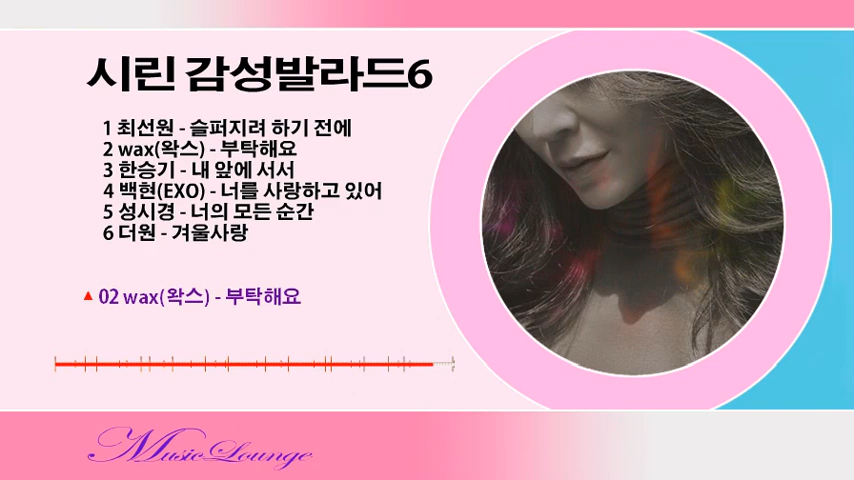 시린 감성발라드6
1 최선원 - 슬퍼지려 하기 전에
2 wax(왁스) - 부탁해요
3 한승기 - 내 앞에 서서
4 백현(EXO) - 너를 사랑하고 있어
5 성시경 - 너의 모든 순간
6 더원 - 겨울사랑
▲ 02 wax(왁스) - 부탁해요
Music Lounge